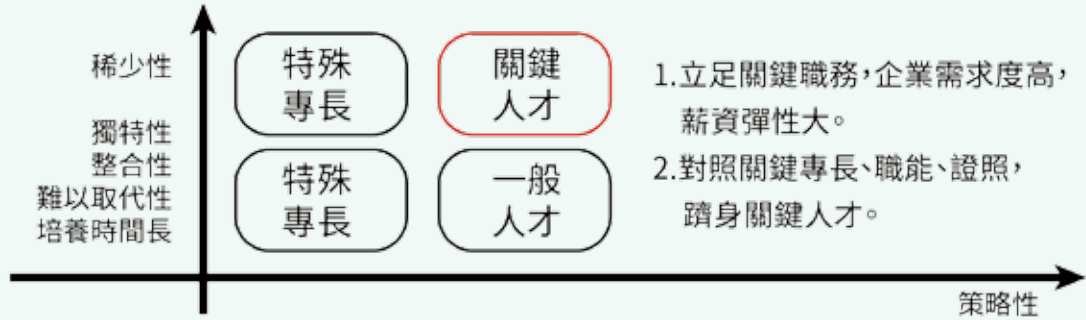 稀少性
獨特性
整合性
難以取代性
培養時間長
特殊
專長
關鍵
人才
特殊
專長
一般
人才
1.立足關鍵職務,企業需求度高,
薪資彈性大。
2.對照關鍵專長、職能、證照,
躋身關鍵人才。
策略性